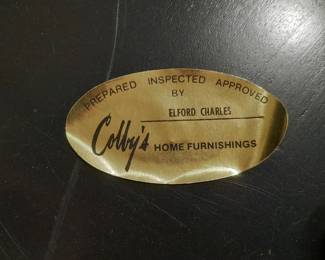 PREPARED INSPECTED APPROVED
BY
ELFORD CHARLES
Colby's HOME FURNISHINGS